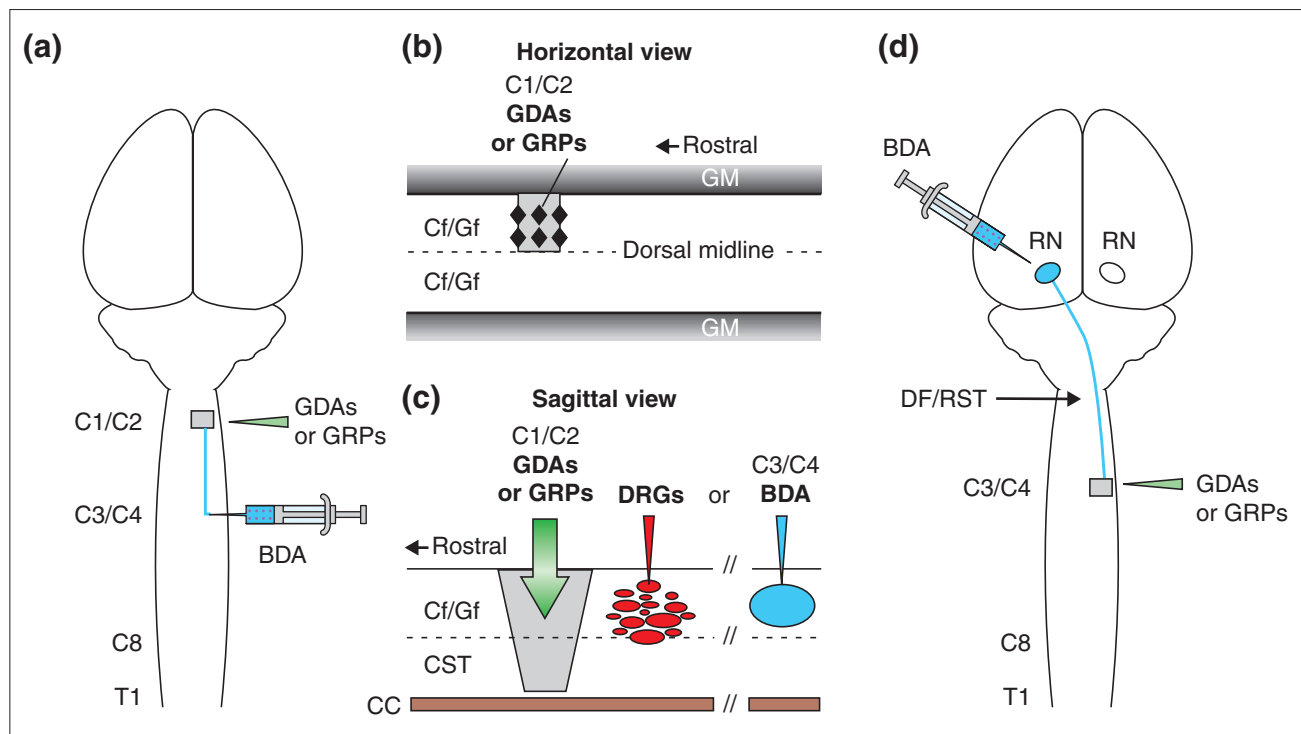 (a)
C1/C2
GDAs
or GRPs
C3/C4
BDA
C8
T1
(b)
Horizontal view
C1/C2
GDAs
or GRPs
Rostral
GM
Cf/Gf
Dorsal midline
Cf/Gf
GM
(c)
Sagittal view
C1/C2
GDAs
or GRPs
DRGs or
C3/C4
BDA
Rostral
//
Cf/Gf
//
CST
CC
//
(d)
BDA
RN RN
DF/RST
C3/C4
GDAs
or GRPs
C8
T1